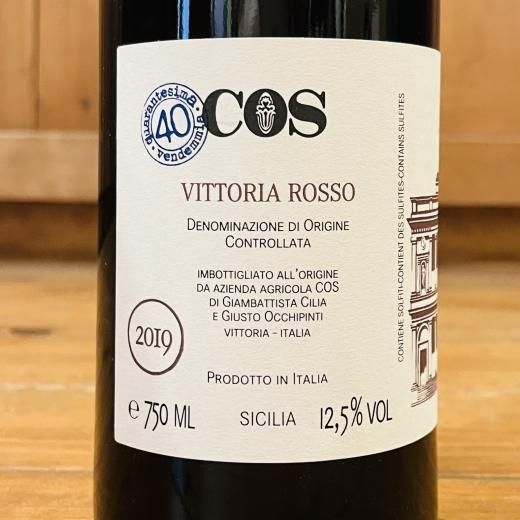 quarantesima
40
vendemmia
COS
VITTORIA ROSSO
DENOMINAZIONE DI ORIGINE
CONTROLLATA
IMBOTTIGLIATO ALL'ORIGINE
DA AZIENDA AGRICOLA COS
DI GIAMBATTISTA CILIA
E GIUSTO OCCHIPINTI
VITTORIA - ITALIA
2019
PRODOTTO IN ITALIA
e 750 ML
SICILIA
12,5% VOL
CONTIENE SOLFITI-CONTIENT DES SULFITES-CONTAINS SULFITES